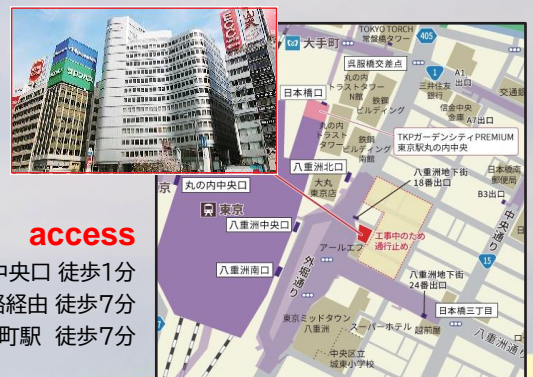 ECC
TOKYO TORCH
常盤橋タワー
405
大手町
呉服橋交差点
1
A1
出口
丸の内
トラストタワー
N館
三井住友
銀行
日本橋口
鉄鋼
ビルディング
信金中央
金庫
A7出口
丸の内
トラスト
タワー
鉄鋼
ビルディング
南館
TKPガーデンシティPREMIUM
東京駅丸の内中央
八重洲北口
大丸
東京店
八重洲地下街
18番出口
日本橋南
郵便局
B3出口
丸の内中央口
東京
八重洲中央口
工事中のため
通行止め
アールエフ
中央通り
15
八重洲南口
外堀通り
八重洲地下街
24番出口
日本橋三丁目
東京ミッドタウン
八重洲
スーパーホテル
越前屋
八重洲通り
中央区立
城東小学校
access
中央口 徒歩1分
経由 徒歩7分
町駅 徒歩7分